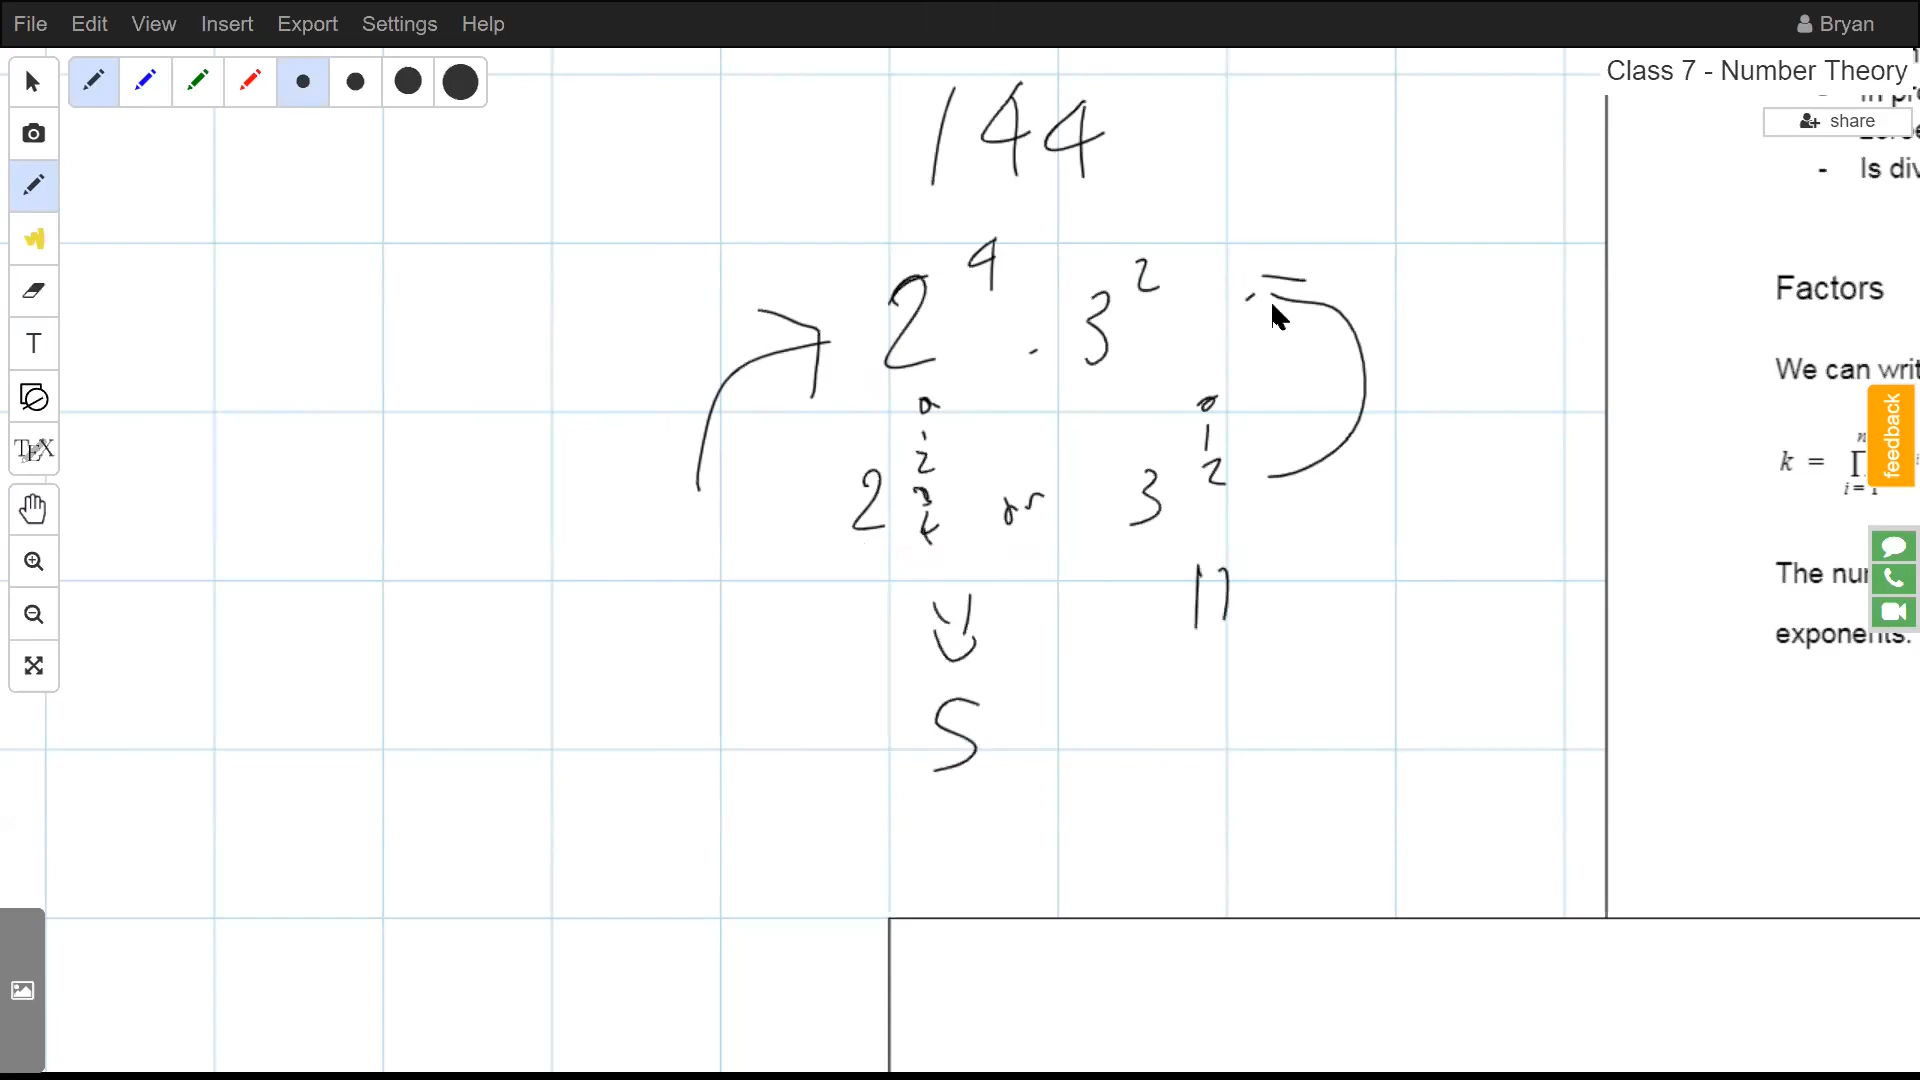 File Edit View Insert Export Settings Help Bryan
Class 7 - Number Theory
share
Is div
T
TEX
144
2^4 . 3^2
0 0
1 1
2 2
2 3 or 3
4
5
Factors
We can writ
k = ∏
n
i = 1
feedback
The nu
exponents.